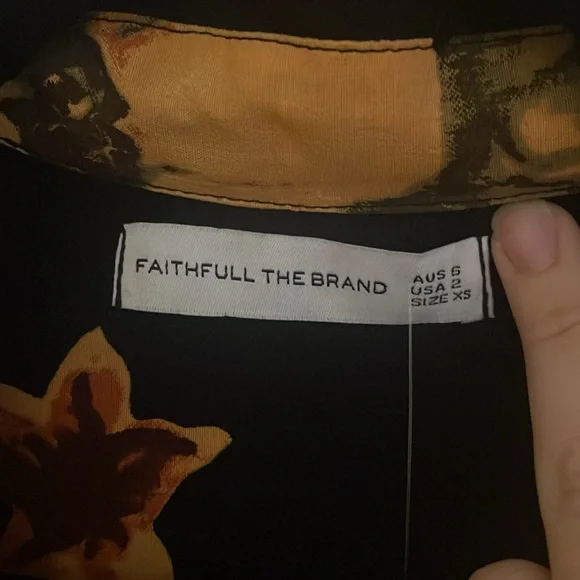 FAITHFULL THE BRAND
AUS 6
USA 2
SIZE XS